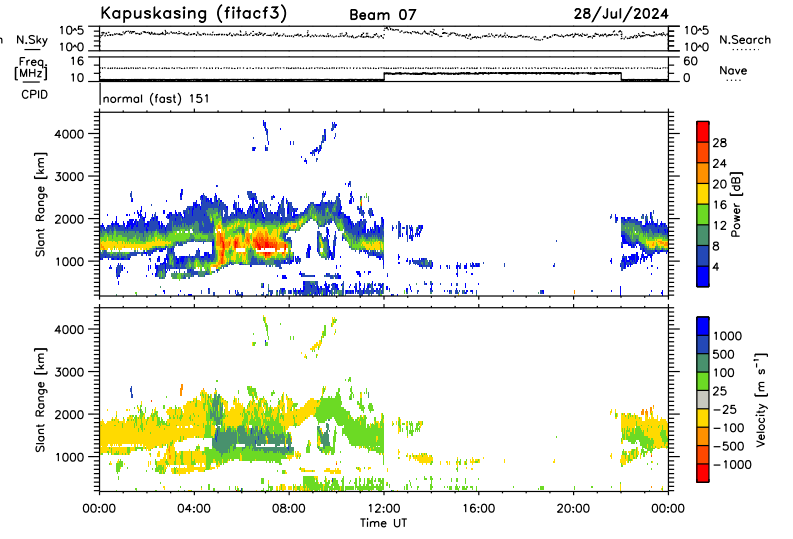 Kapuskasing (fitacf3) Beam 07 28/Jul/2024
n N.Sky 10^5 10^0 10^5 10^0 N.Search
Freq. [MHz] 16 10 60 0 Nave
CPID normal (fast) 151
Slant Range [km] 4000 3000 2000 1000
28 24 20 16 12 8 4 Power [dB]
Slant Range [km] 4000 3000 2000 1000
1000 500 100 25 -25 -100 -500 -1000 Velocity [m s^-1]
00:00 04:00 08:00 12:00 16:00 20:00 00:00
Time UT